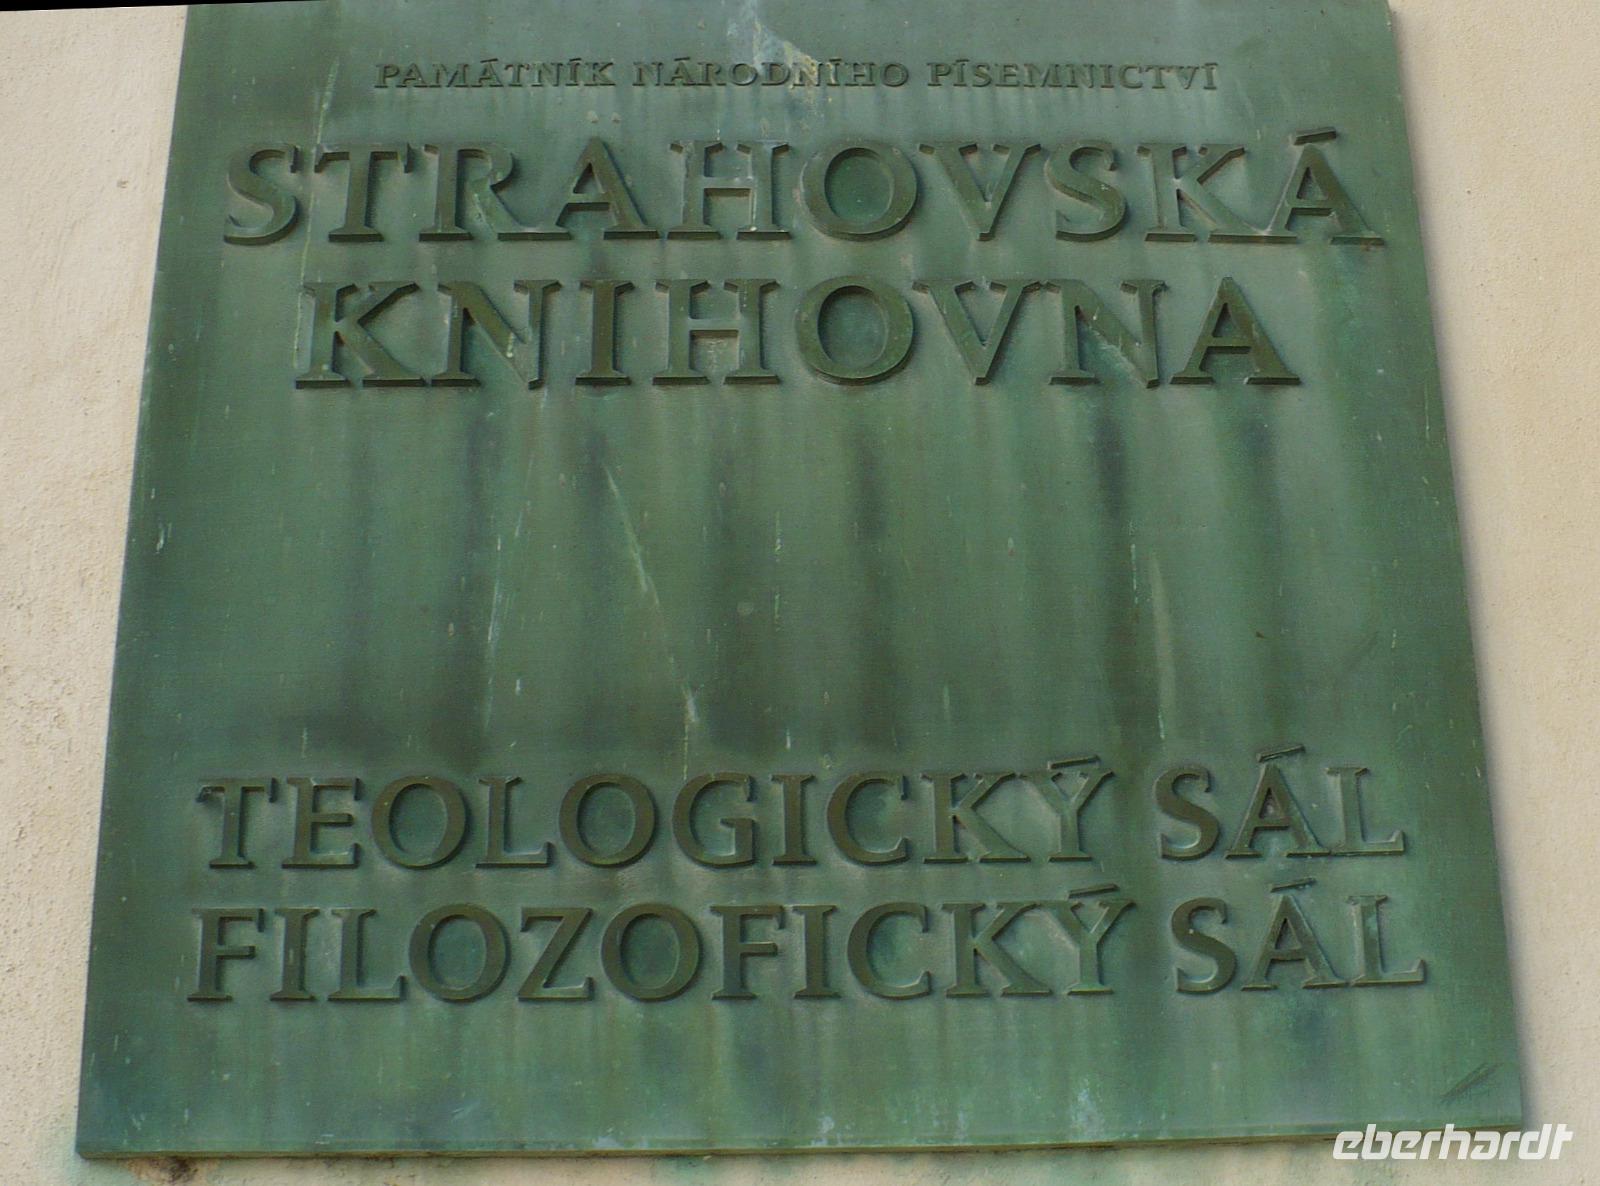 PAMÁTNÍK NÁRODNÍHO PÍSEMNICTVÍ
STRAHOVSKÁ
KNIHOVNA
TEOLOGICKÝ SÁL
FILOZOFICKÝ SÁL
eberhardt